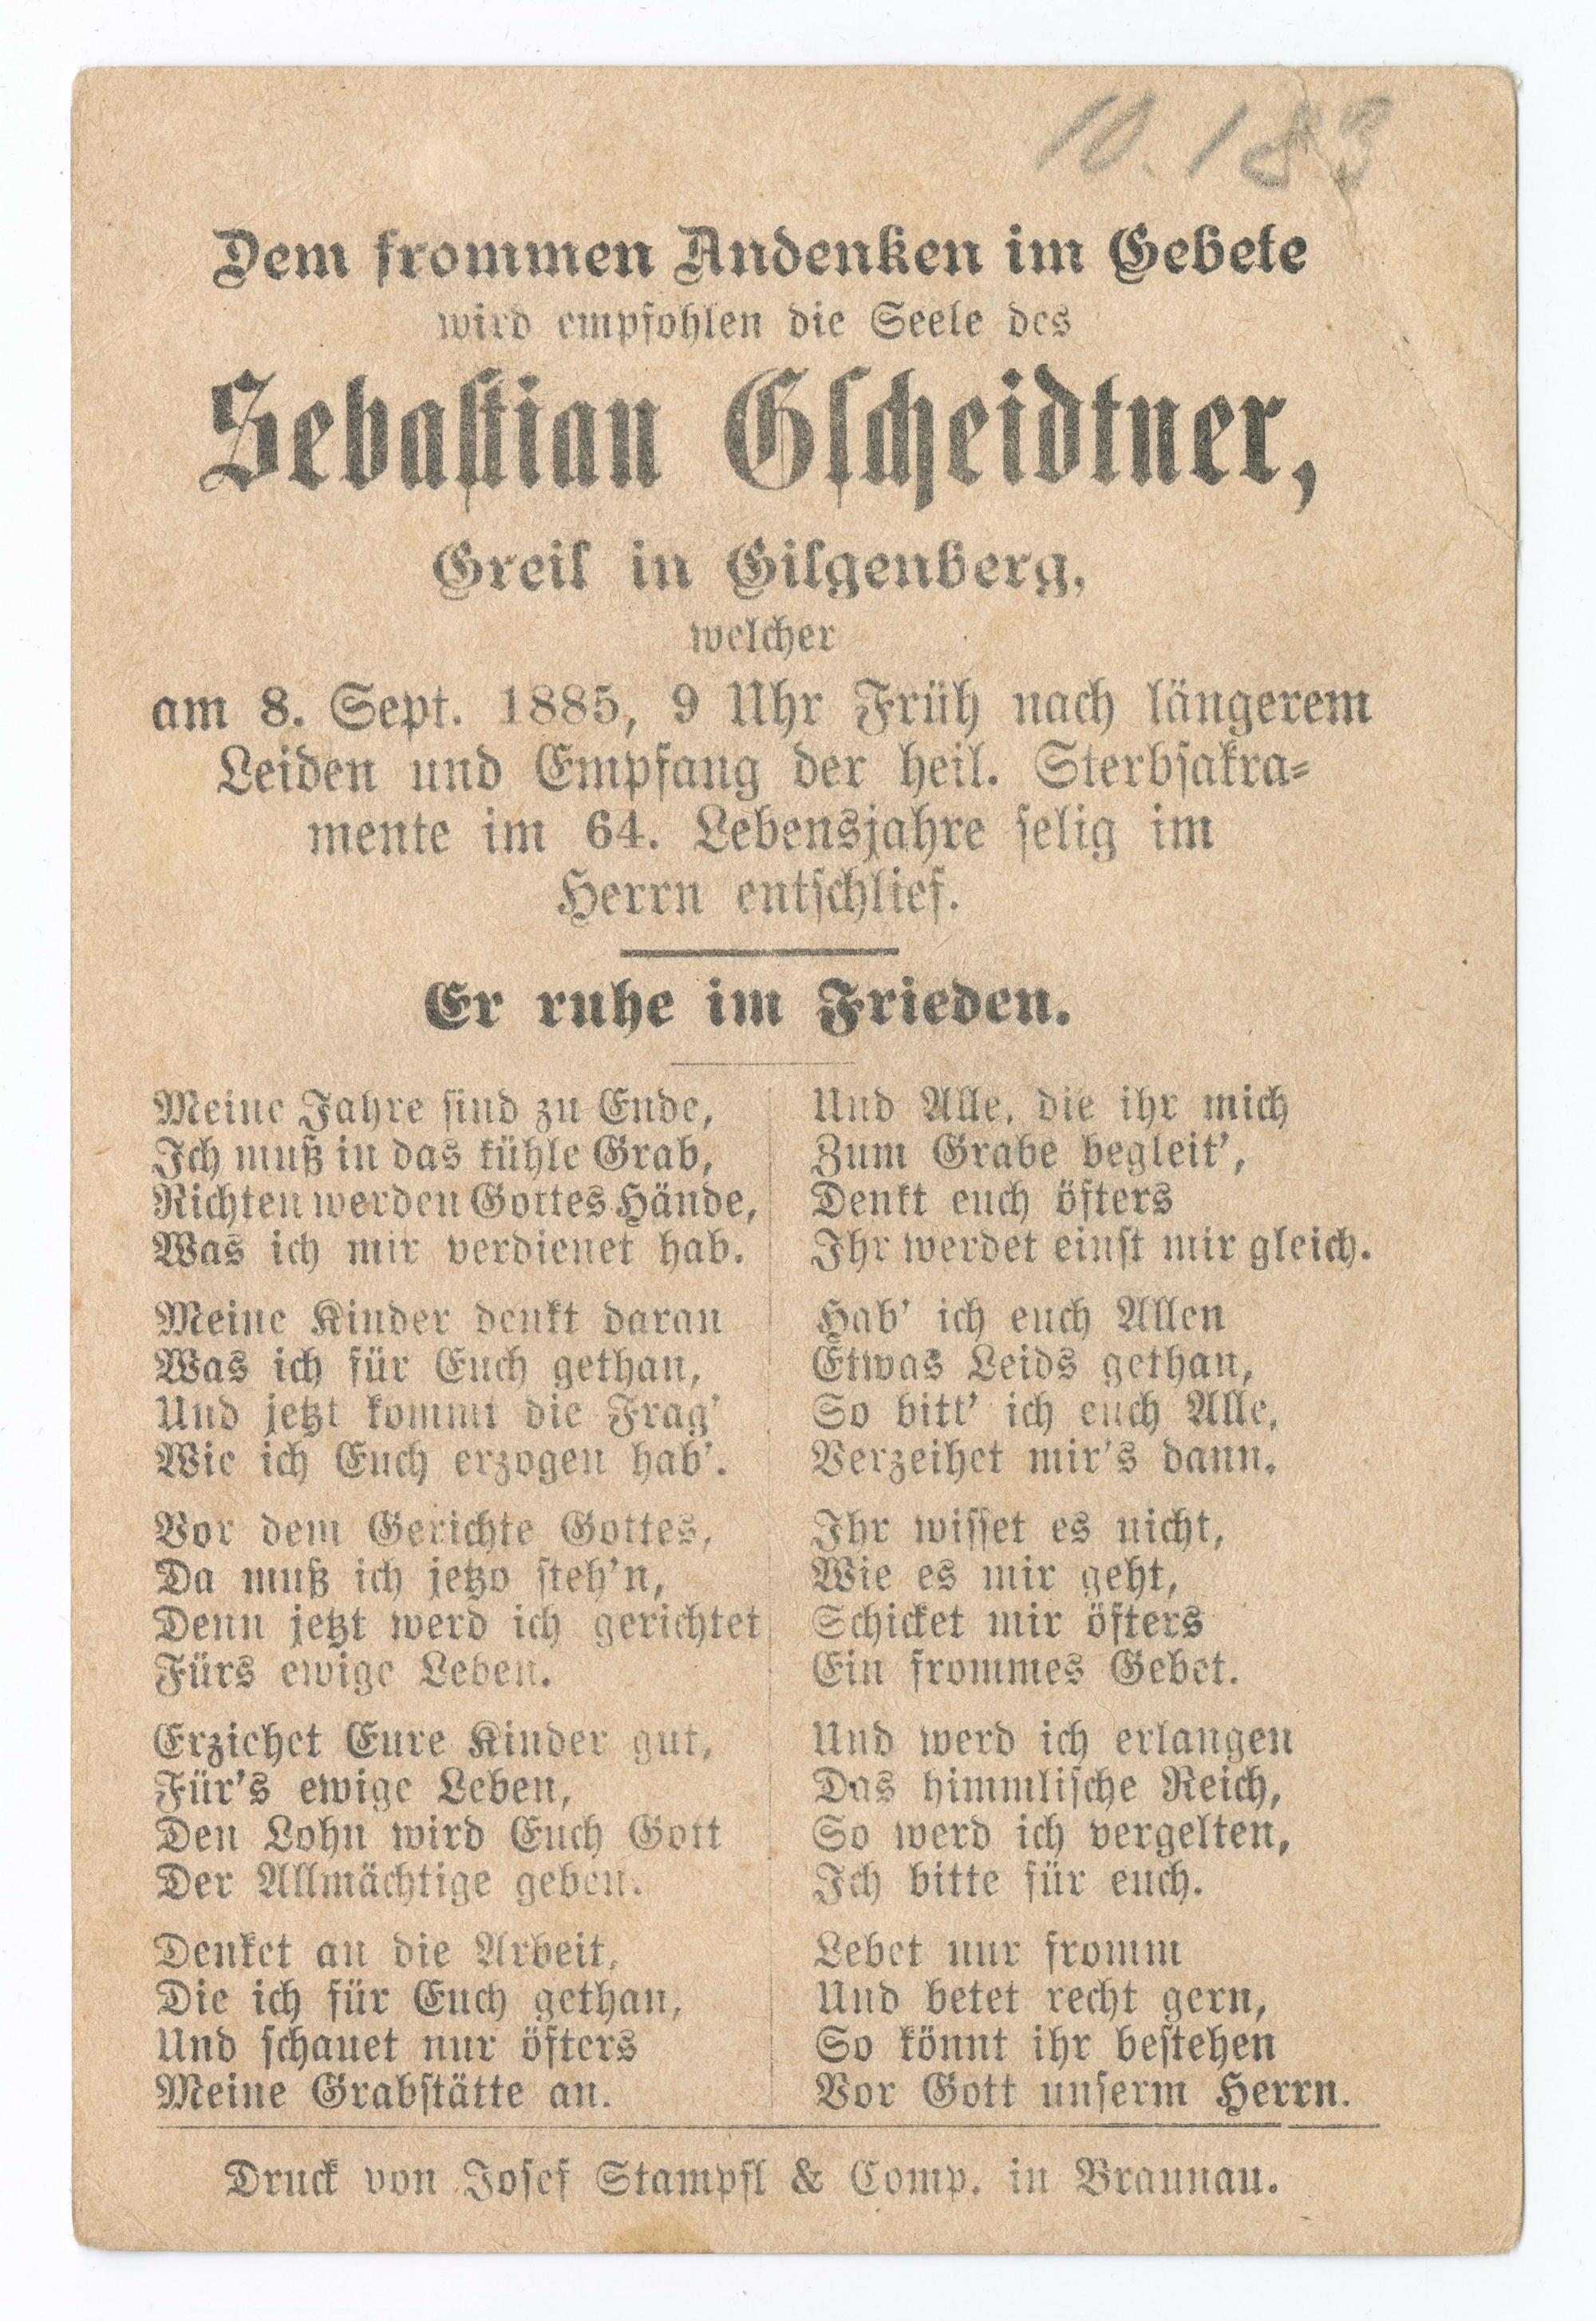 10.183
Dem frommen Andenken im Gebete
wird empfohlen die Seele des
Sebastian Gscheidtner,
Greil in Gilgenberg,
welcher
am 8. Sept. 1885, 9 Uhr Früh nach längerem
Leiden und Empfang der heil. Sterbsakra-
mente im 64. Lebensjahre selig im
Herrn entschlief.
Er ruhe im Frieden.
Meine Jahre sind zu Ende,
Ich muß in das kühle Grab,
Richten werden Gottes Hände,
Was ich mir verdienet hab.
Meine Kinder denkt daran
Was ich für Euch gethan,
Und jetzt kommt die Frag'
Wie ich Euch erzogen hab'.
Vor dem Gerichte Gottes,
Da muß ich jetzo steh'n,
Denn jetzt werd ich gerichtet
Fürs ewige Leben.
Erziehet Eure Kinder gut,
Für's ewige Leben,
Den Lohn wird Euch Gott
Der Allmächtige geben.
Denket an die Arbeit,
Die ich für Euch gethan,
Und schauet nur öfters
Meine Grabstätte an.
Und Alle, die ihr mich
Zum Grabe begleit',
Denkt euch öfters
Ihr werdet einst mir gleich.
Hab' ich euch Allen
Etwas Leids gethan,
So bitt' ich euch Alle,
Verzeihet mir's dann.
Ihr wisset es nicht,
Wie es mir geht,
Schicket mir öfters
Ein frommes Gebet.
Und werd ich erlangen
Das himmlische Reich,
So werd ich vergelten,
Ich bitte für euch.
Lebet nur fromm
Und betet recht gern,
So könnt ihr bestehen
Vor Gott unserm Herrn.
Druck von Josef Stampfl & Comp. in Braunau.